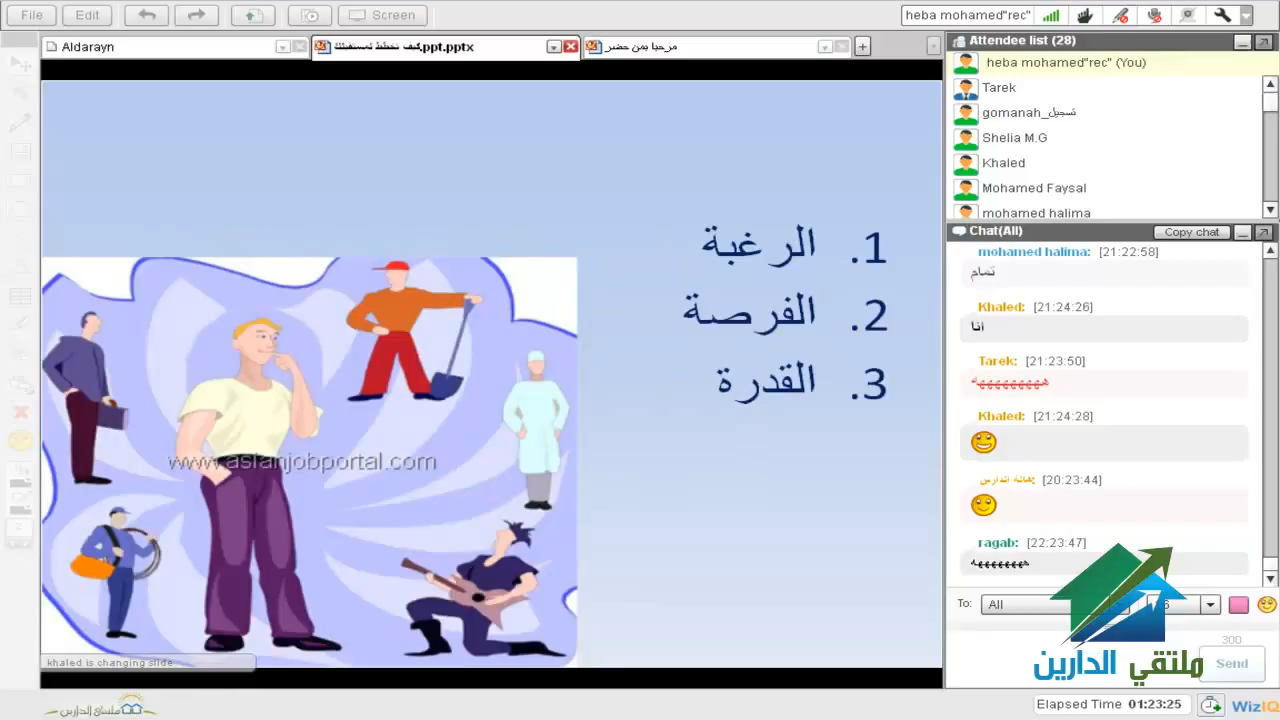 File
Edit
Screen
heba mohamed"rec"
Aldarayn
كيف تخطط لمستقبلك.ppt.pptx
مرحبا بمن حضر
Attendee list (28)
heba mohamed"rec" (You)
Tarek
gomanah_تسجيل
Shelia M.G
Khaled
Mohamed Faysal
mohamed halima
1. الرغبة
2. الفرصة
3. القدرة
www.asianjobportal.com
khaled is changing slide
Chat(All)
Copy chat
mohamed halima: [21:22:58]
تمام
Khaled: [21:24:26]
انا
Tarek: [21:23:50]
Khaled: [21:24:28]
[20:23:44]
ragab: [22:23:47]
To:
All
300
Send
ملتقي الدارين
Elapsed Time 01:23:25
WizIQ